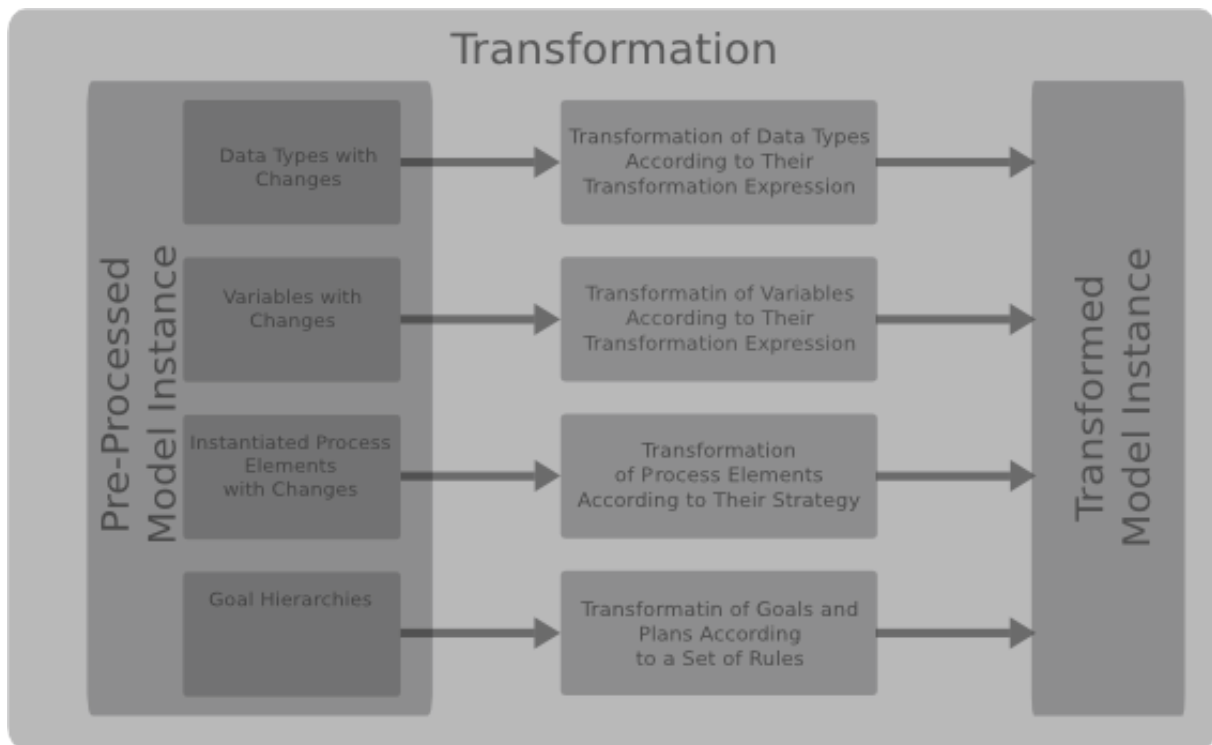 Transformation
Pre-Processed
Model Instance
Data Types with
Changes
Transformation of Data Types
According to Their
Transformation Expression
Variables with
Changes
Transformatin of Variables
According to Their
Transformation Expression
Instantiated Process
Elements
with Changes
Transformation
of Process Elements
According to Their Strategy
Goal Hierarchies
Transformatin of Goals and
Plans According
to a Set of Rules
Transformed
Model Instance